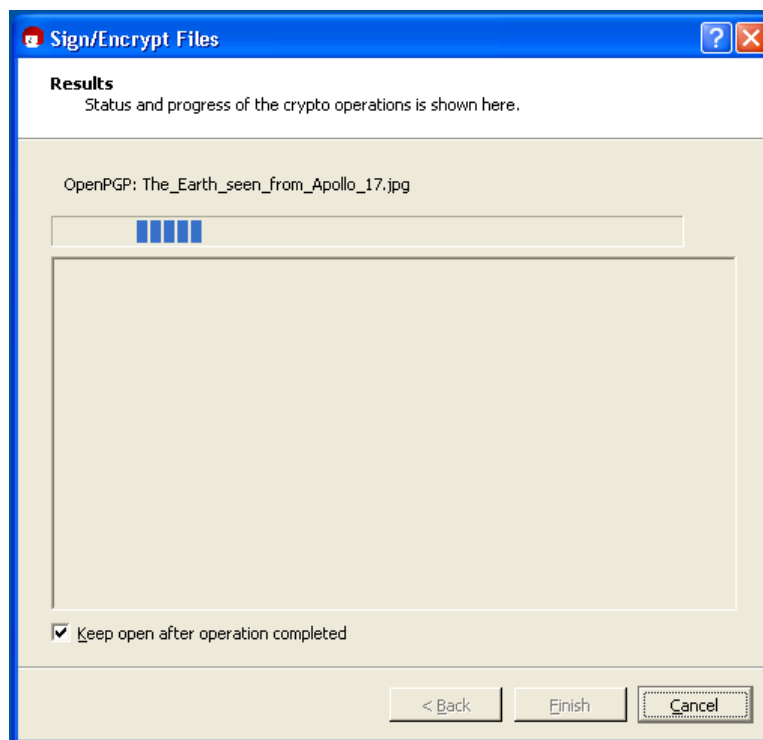 Sign/Encrypt Files
Results
Status and progress of the crypto operations is shown here.
OpenPGP: The_Earth_seen_from_Apollo_17.jpg
Keep open after operation completed
< Back Finish Cancel